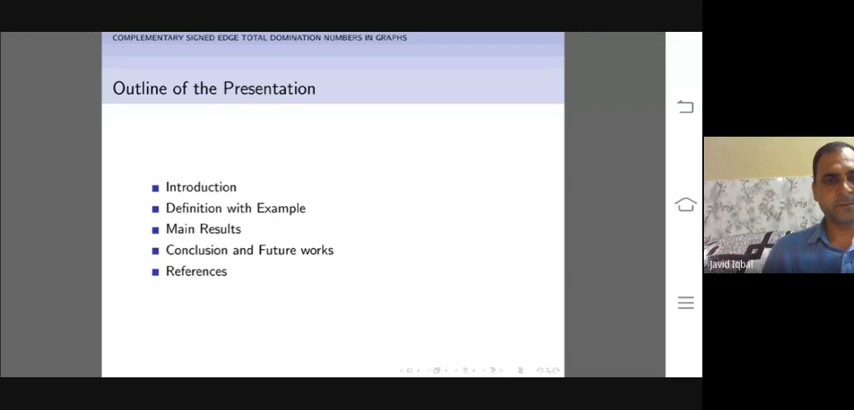 COMPLEMENTARY SIGNED EDGE TOTAL DOMINATION NUMBERS IN GRAPHS
Outline of the Presentation
Introduction
Definition with Example
Main Results
Conclusion and Future works
References
Javid Iqbal